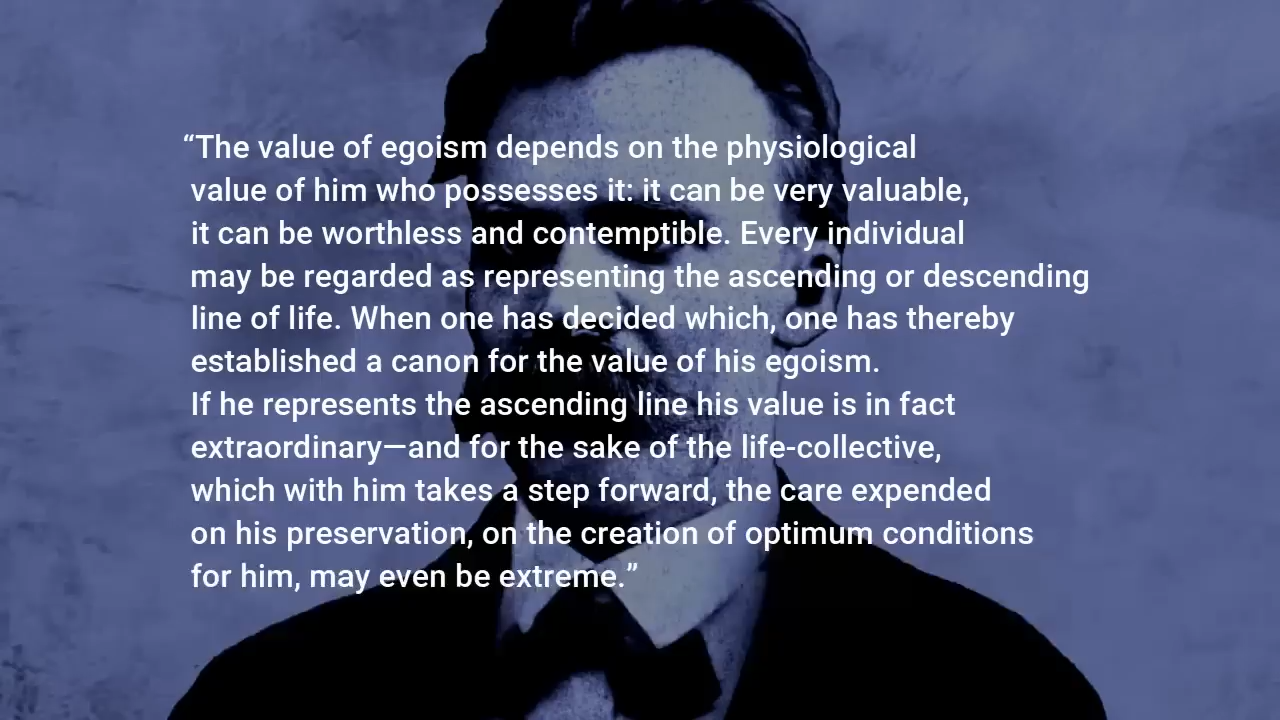 “The value of egoism depends on the physiological
value of him who possesses it: it can be very valuable,
it can be worthless and contemptible. Every individual
may be regarded as representing the ascending or descending
line of life. When one has decided which, one has thereby
established a canon for the value of his egoism.
If he represents the ascending line his value is in fact
extraordinary—and for the sake of the life-collective,
which with him takes a step forward, the care expended
on his preservation, on the creation of optimum conditions
for him, may even be extreme.”